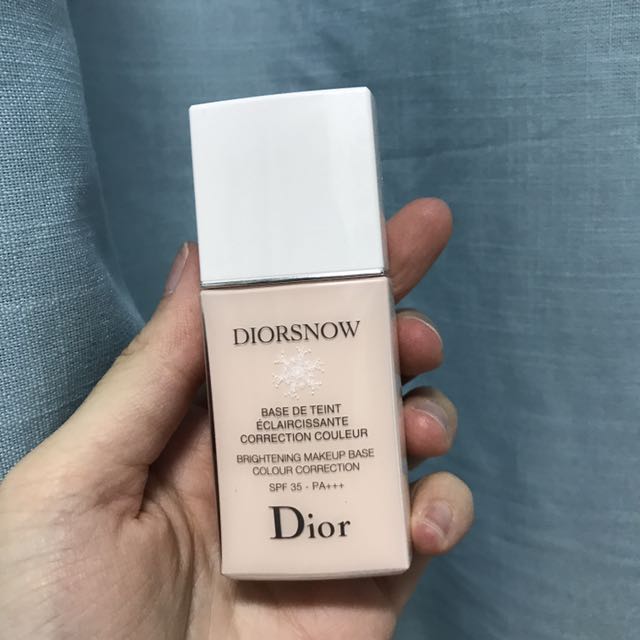 DIORSNOW
BASE DE TEINT
ÉCLAIRCISSANTE
CORRECTION COULEUR
BRIGHTENING MAKEUP BASE
COLOUR CORRECTION
SPF 35 - PA+++
Dior